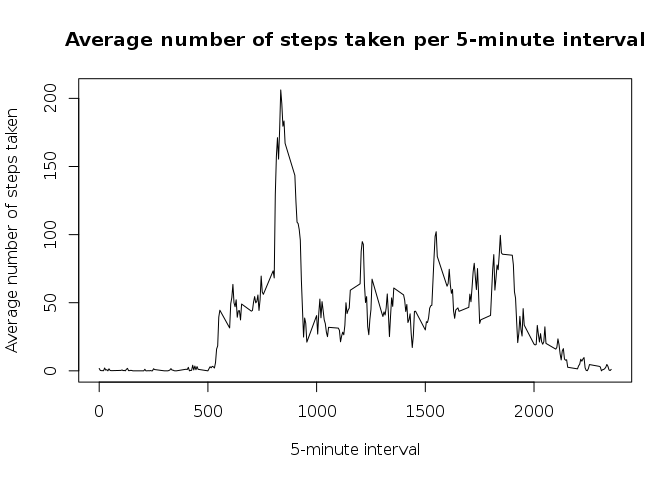 Average number of steps taken per 5-minute interval
Average number of steps taken
200
150
100
50
0
0 500 1000 1500 2000
5-minute interval